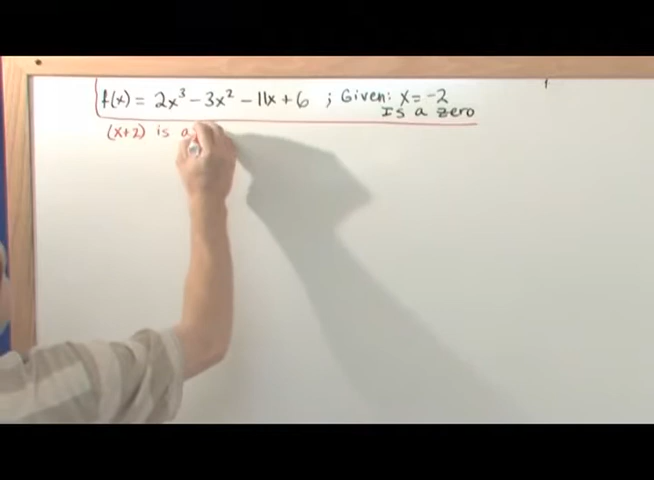 f(x) = 2x³ - 3x² - 11x + 6 ; Given: x = -2
Is a zero
(x+2) is a